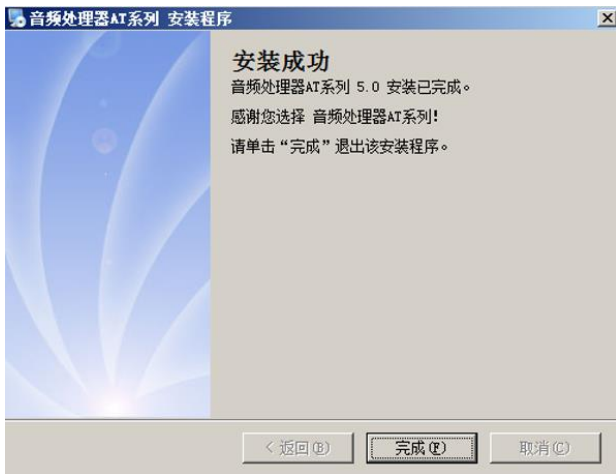 音频处理器AT系列 安装程序
安装成功
音频处理器AT系列 5.0 安装已完成。
感谢您选择 音频处理器AT系列!
请单击“完成”退出该安装程序。
< 返回(B)
完成(F)
取消(C)